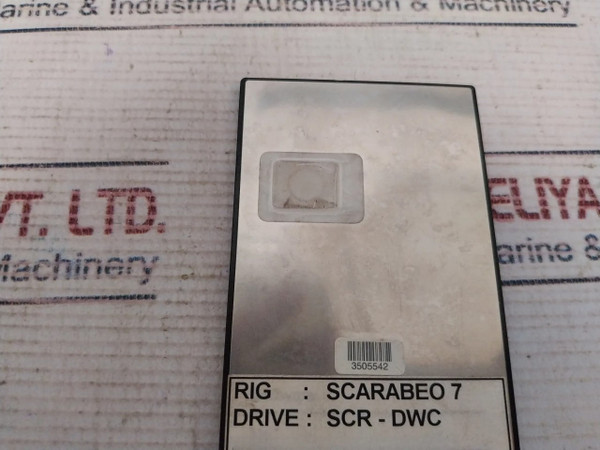 arine & Industrial Automation & Machinery
VT. LTD.
Machinery
ELIYA
arine &
3505542
RIG : SCARABEO 7
DRIVE : SCR - DWC